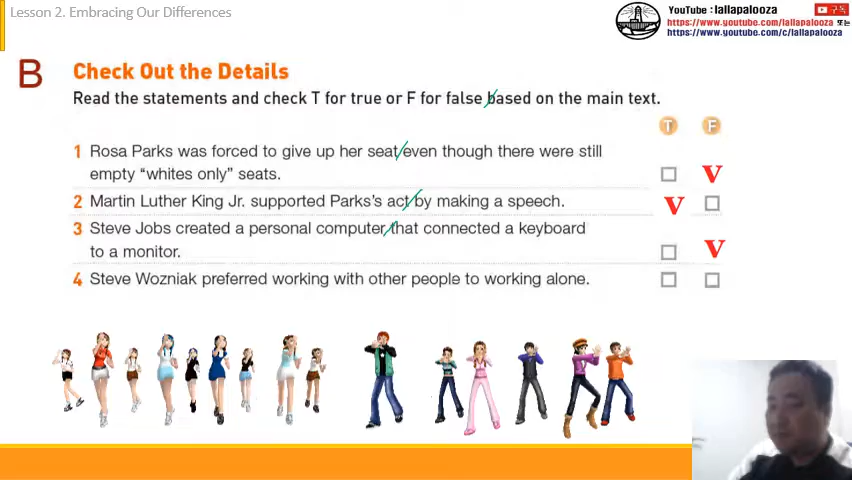 Lesson 2. Embracing Our Differences
YouTube : lallapalooza
구독
https://www.youtube.com/lallapalooza 또는
https://www.youtube.com/c/lallapalooza
B
Check Out the Details
Read the statements and check T for true or F for false based on the main text.
T F
1 Rosa Parks was forced to give up her seat even though there were still
empty “whites only” seats.
V
2 Martin Luther King Jr. supported Parks's act by making a speech.
V
3 Steve Jobs created a personal computer that connected a keyboard
to a monitor.
V
4 Steve Wozniak preferred working with other people to working alone.